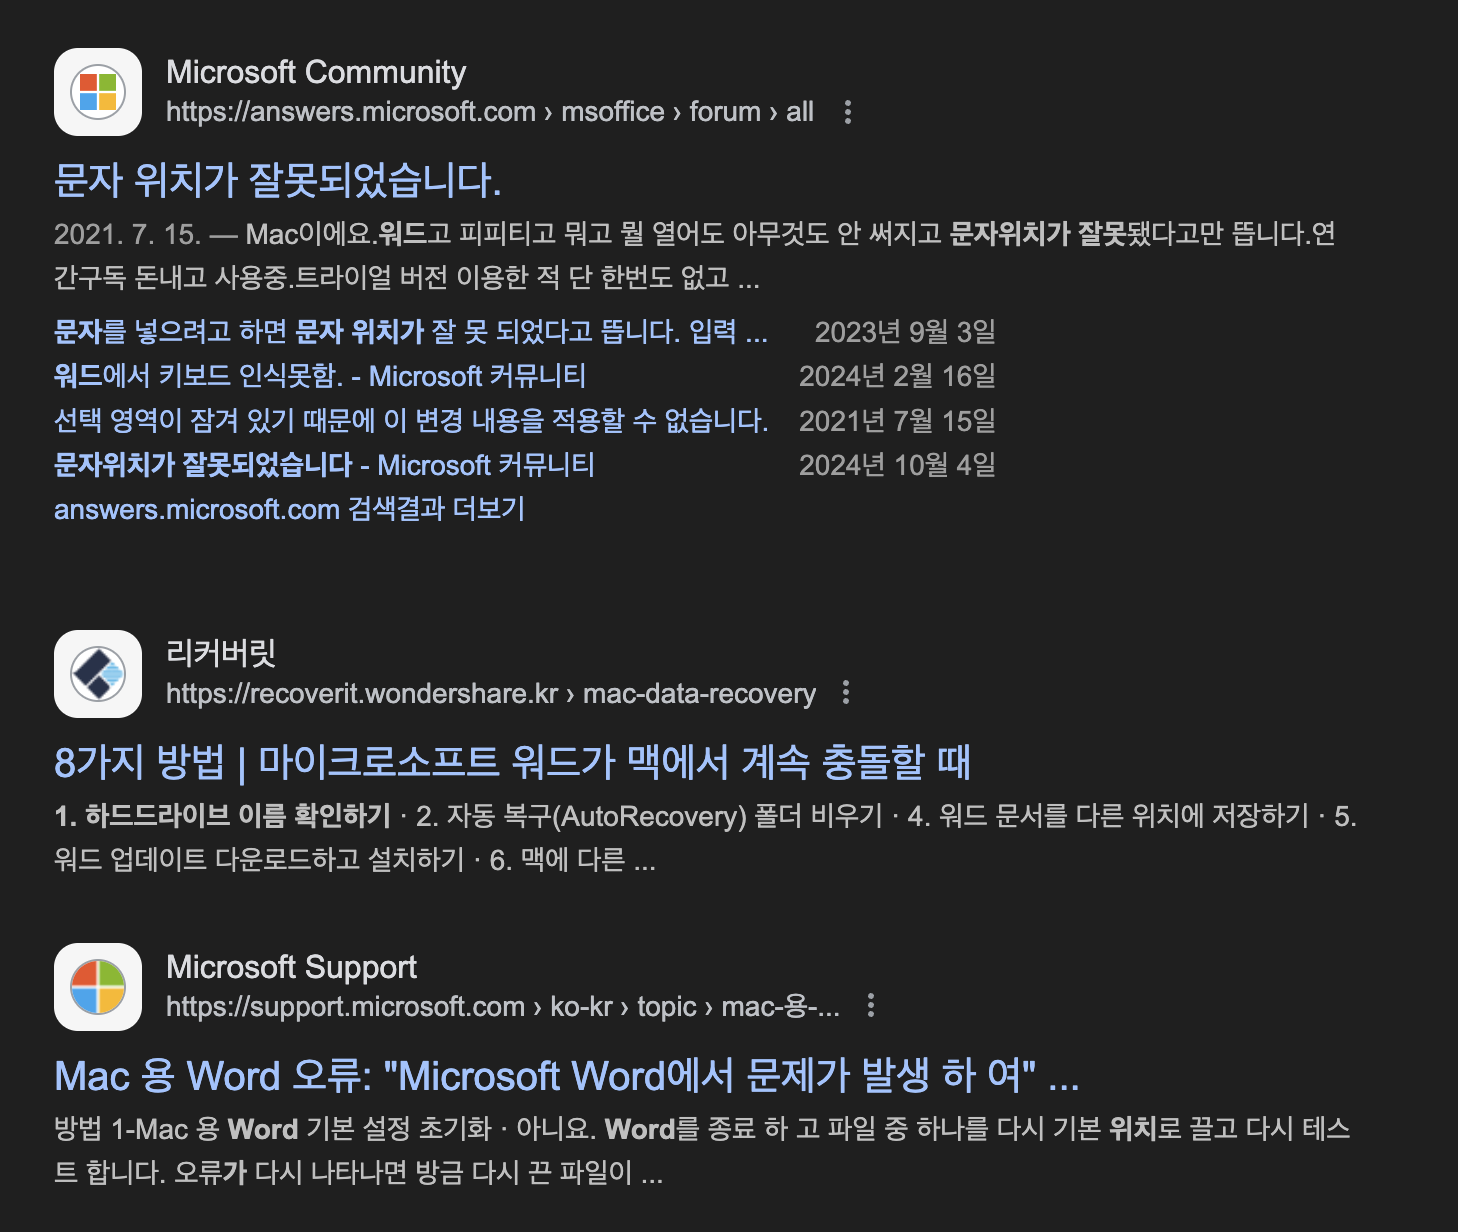 Microsoft Community
https://answers.microsoft.com › msoffice › forum › all
문자 위치가 잘못되었습니다.
2021. 7. 15. — Mac이에요.워드고 피피티고 뭐고 뭘 열어도 아무것도 안 써지고 문자위치가 잘못됐다고만 뜹니다.연
간구독 돈내고 사용중.트라이얼 버전 이용한 적 단 한번도 없고 ...
문자를 넣으려고 하면 문자 위치가 잘 못 되었다고 뜹니다. 입력 ... 2023년 9월 3일
워드에서 키보드 인식못함. - Microsoft 커뮤니티 2024년 2월 16일
선택 영역이 잠겨 있기 때문에 이 변경 내용을 적용할 수 없습니다. 2021년 7월 15일
문자위치가 잘못되었습니다 - Microsoft 커뮤니티 2024년 10월 4일
answers.microsoft.com 검색결과 더보기
리커버릿
https://recoverit.wondershare.kr › mac-data-recovery
8가지 방법 | 마이크로소프트 워드가 맥에서 계속 충돌할 때
1. 하드드라이브 이름 확인하기 · 2. 자동 복구(AutoRecovery) 폴더 비우기 · 4. 워드 문서를 다른 위치에 저장하기 · 5.
워드 업데이트 다운로드하고 설치하기 · 6. 맥에 다른 ...
Microsoft Support
https://support.microsoft.com › ko-kr › topic › mac-용-...
Mac 용 Word 오류: "Microsoft Word에서 문제가 발생 하 여" ...
방법 1-Mac 용 Word 기본 설정 초기화 · 아니요. Word를 종료 하 고 파일 중 하나를 다시 기본 위치로 끌고 다시 테스
트 합니다. 오류가 다시 나타나면 방금 다시 끈 파일이 ...